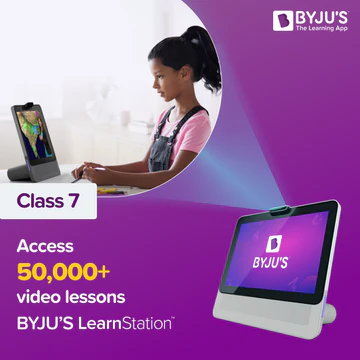 BYJU'S
The Learning App
Class 7
Access
50,000+
video lessons
BYJU'S LearnStation™
BYJU'S